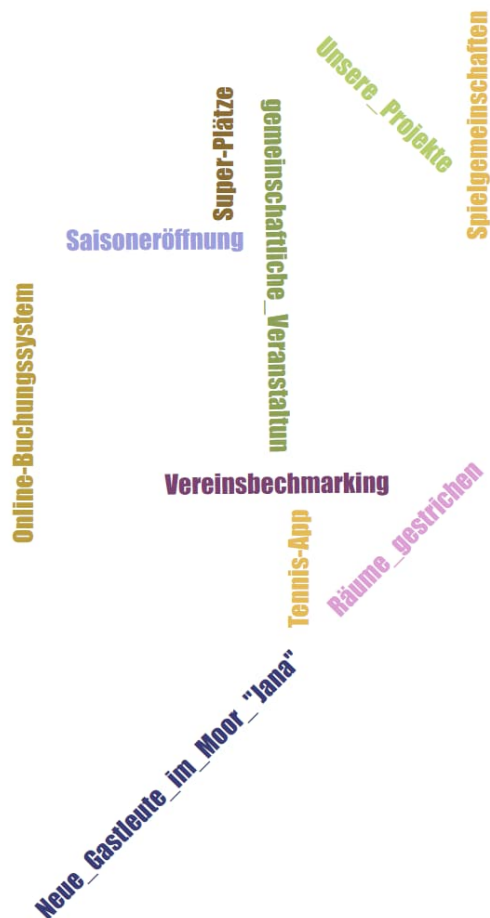 Unsere_Projekte
Spielgemeinschaften
Super-Plätze
gemeinschaftliche_Veranstaltun
Saisoneröffnung
Online-Buchungssystem
Vereinsbechmarking
Tennis-App
Räume_gestrichen
Neue_Gastleute_im_Moor_"Jana"